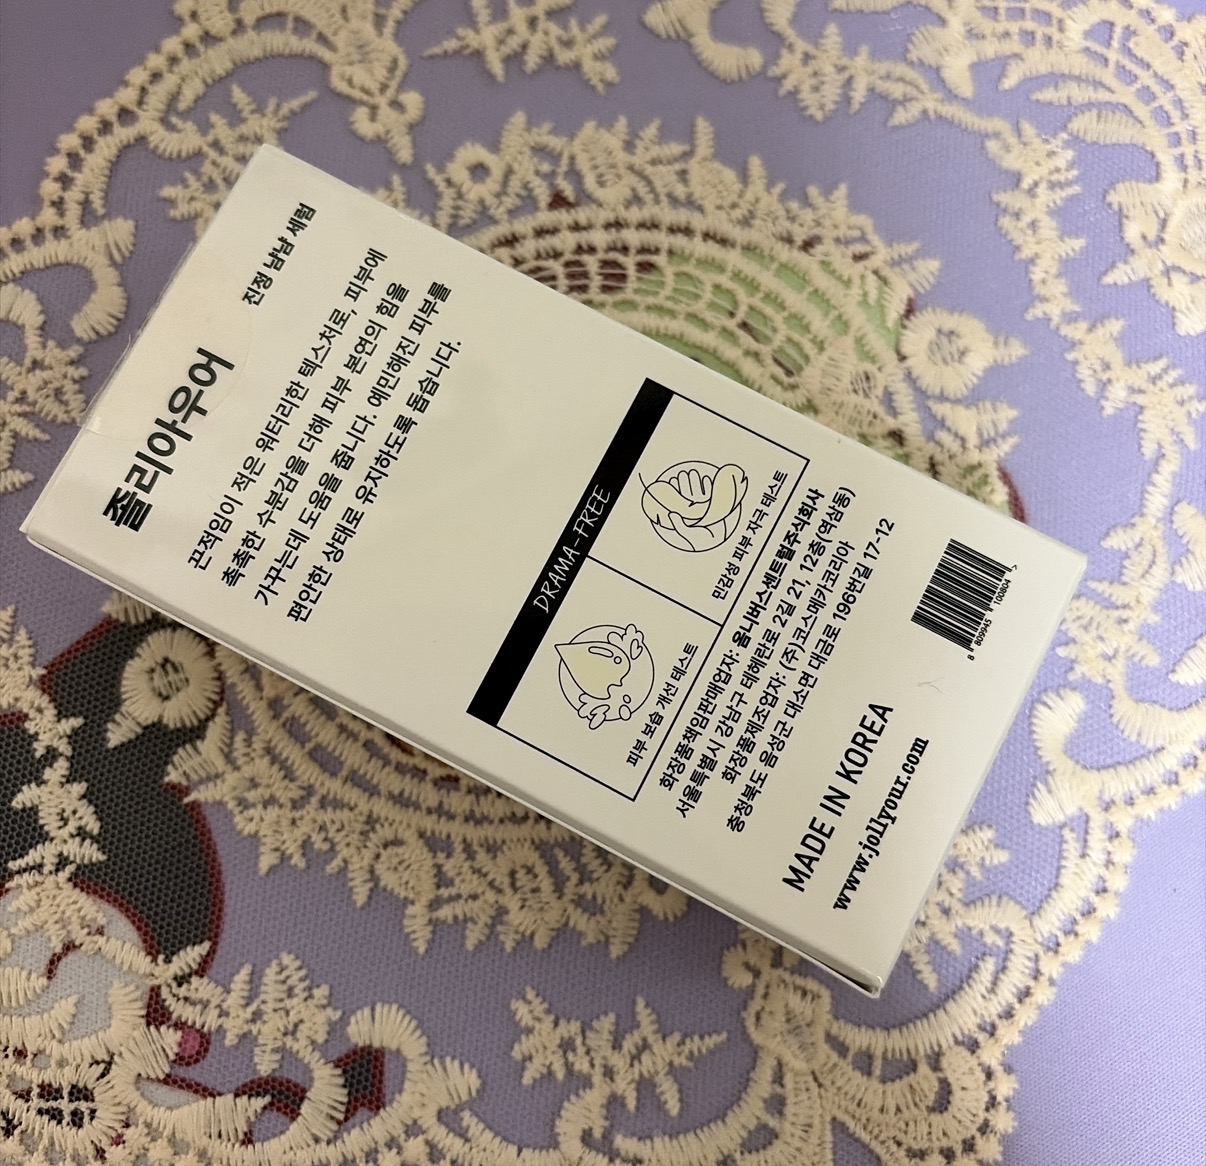 졸리아우어
진정 냠냠 세럼
끈적임이 적은 워터리한 텍스처로, 피부에
촉촉한 수분감을 더해 피부 본연의 힘을
가꾸는데 도움을 줍니다. 예민해진 피부를
편안한 상태로 유지하도록 돕습니다.
DRAMA-FREE
피부 보습 개선 테스트
민감성 피부 자극 테스트
화장품책임판매업자: 옴니버스센트럴주식회사
서울특별시 강남구 테헤란로 2길 21, 12층(역삼동)
화장품제조업자: (주)코스메카코리아
충청북도 음성군 대소면 대금로 196번길 17-12
MADE IN KOREA
www.jollyour.com
8 809945 100804 >